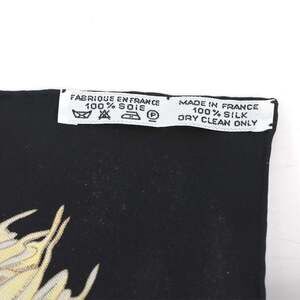 FABRIQUE EN FRANCE
100% SOIE
MADE IN FRANCE
100% SILK
DRY CLEAN ONLY